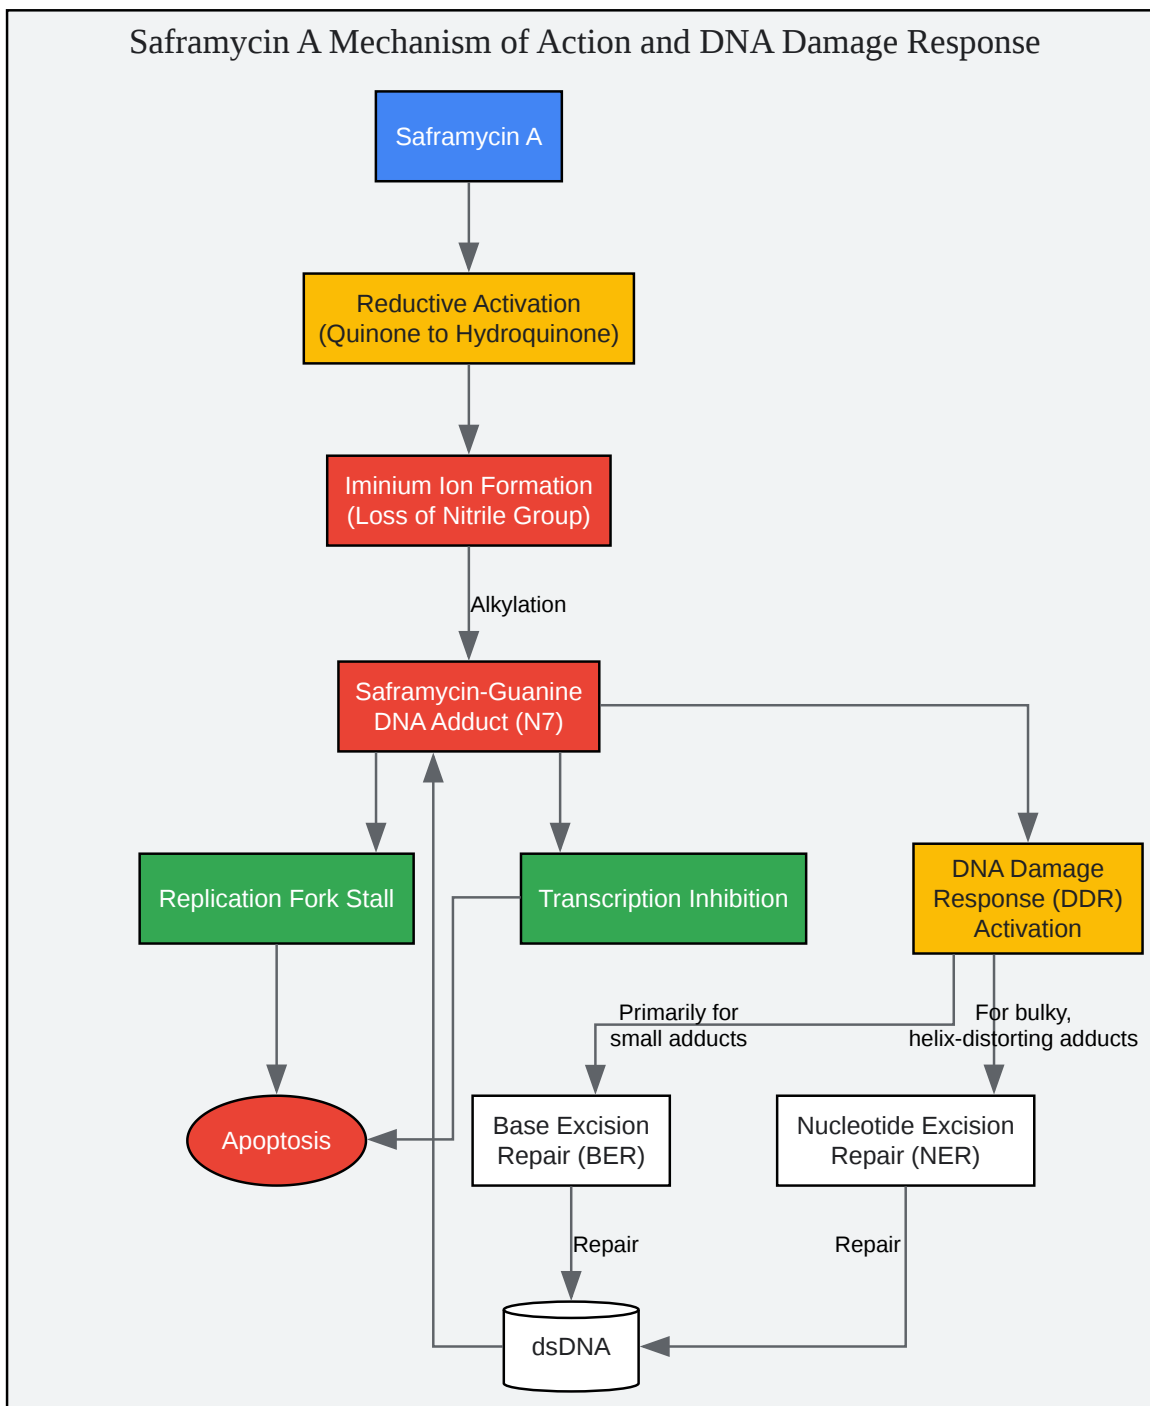 Saframycin A Mechanism of Action and DNA Damage Response
Saframycin A
Reductive Activation
(Quinone to Hydroquinone)
Iminium Ion Formation
(Loss of Nitrile Group)
Alkylation
Saframycin-Guanine
DNA Adduct (N7)
Replication Fork Stall
Transcription Inhibition
DNA Damage
Response (DDR)
Activation
Primarily for
small adducts
For bulky,
helix-distorting adducts
Apoptosis
Base Excision
Repair (BER)
Nucleotide Excision
Repair (NER)
Repair
Repair
dsDNA